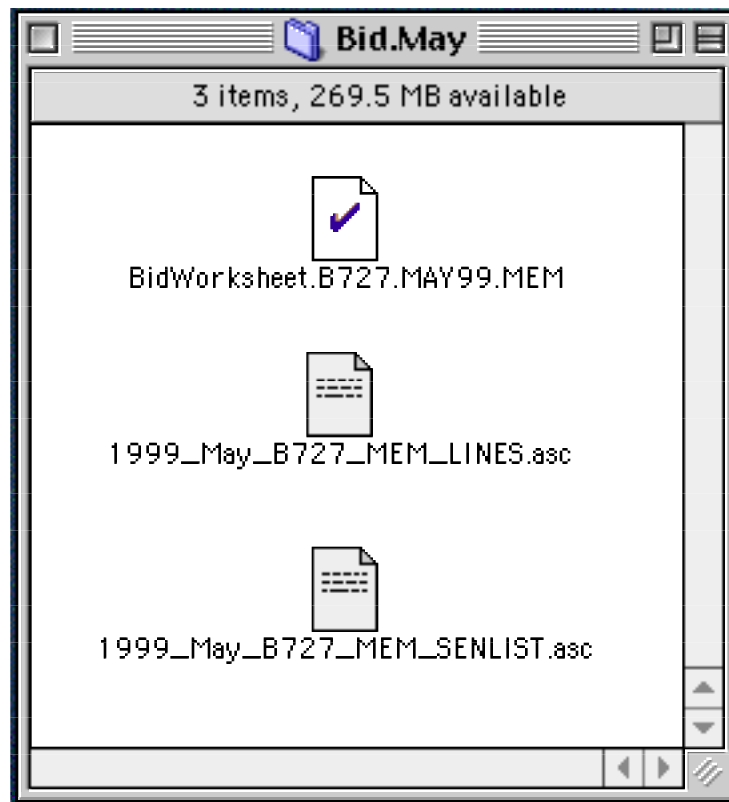 Bid.May
3 items, 269.5 MB available
BidWorksheet.B727.MAY99.MEM
1999_May_B727_MEM_LINES.asc
1999_May_B727_MEM_SENLIST.asc